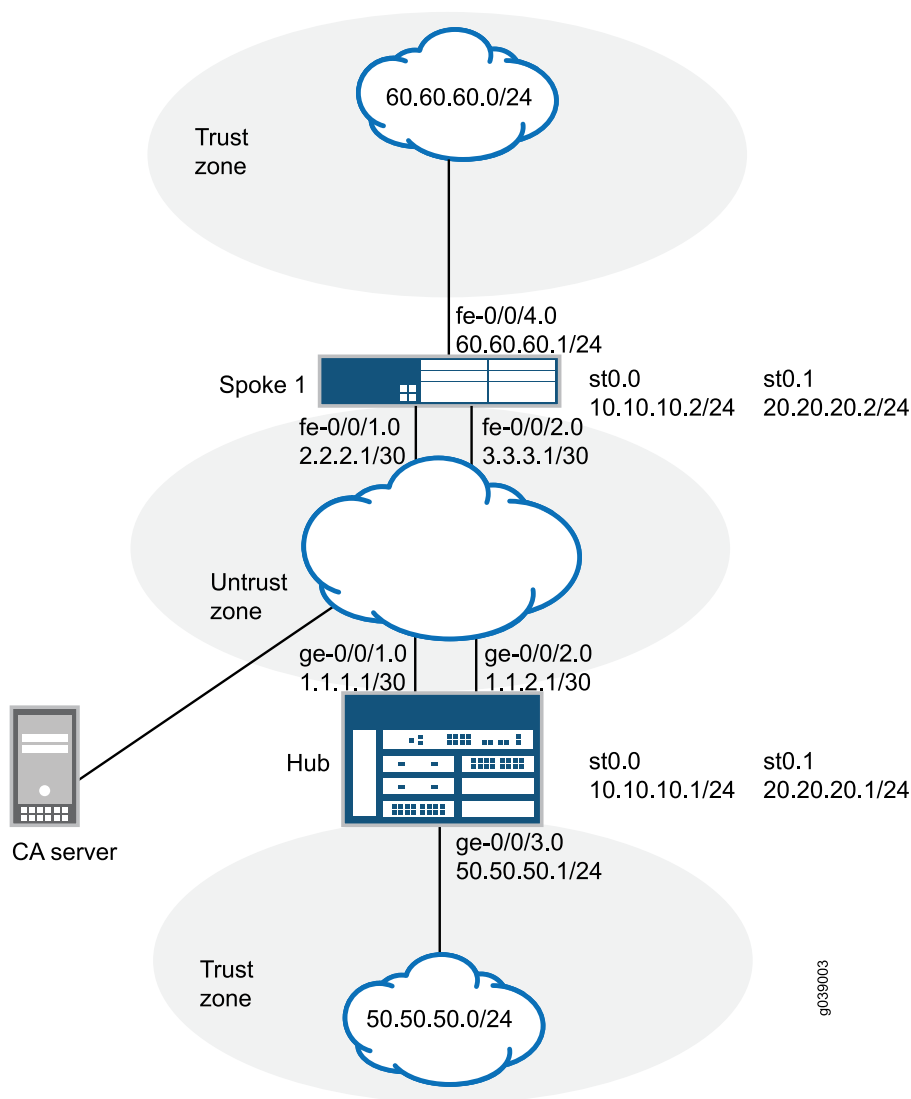 60.60.60.0/24
Trust
zone
fe-0/0/4.0
60.60.60.1/24
Spoke 1
st0.0
10.10.10.2/24
st0.1
20.20.20.2/24
fe-0/0/1.0
2.2.2.1/30
fe-0/0/2.0
3.3.3.1/30
Untrust
zone
ge-0/0/1.0
1.1.1.1/30
ge-0/0/2.0
1.1.2.1/30
Hub
st0.0
10.10.10.1/24
st0.1
20.20.20.1/24
CA server
ge-0/0/3.0
50.50.50.1/24
Trust
zone
50.50.50.0/24
g039003